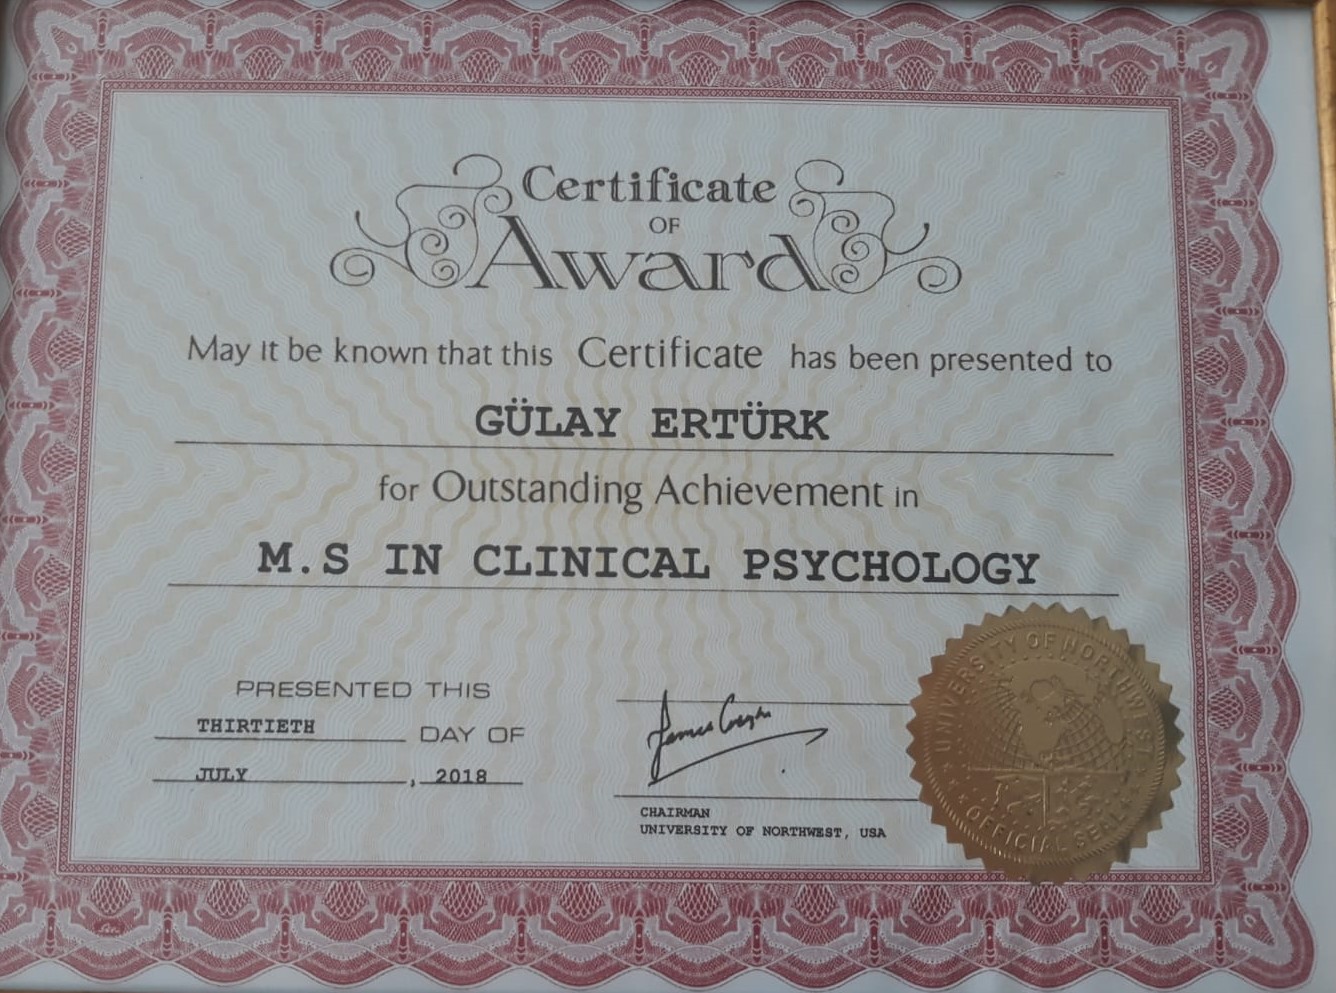 Certificate
OF
Award
May it be known that this Certificate has been presented to
GÜLAY ERTÜRK
for Outstanding Achievement in
M.S IN CLINICAL PSYCHOLOGY
PRESENTED THIS
THIRTIETH DAY OF
JULY, 2018
CHAIRMAN
UNIVERSITY OF NORTHWEST, USA
UNIVERSITY OF NORTHWEST
OFFICIAL SEAL